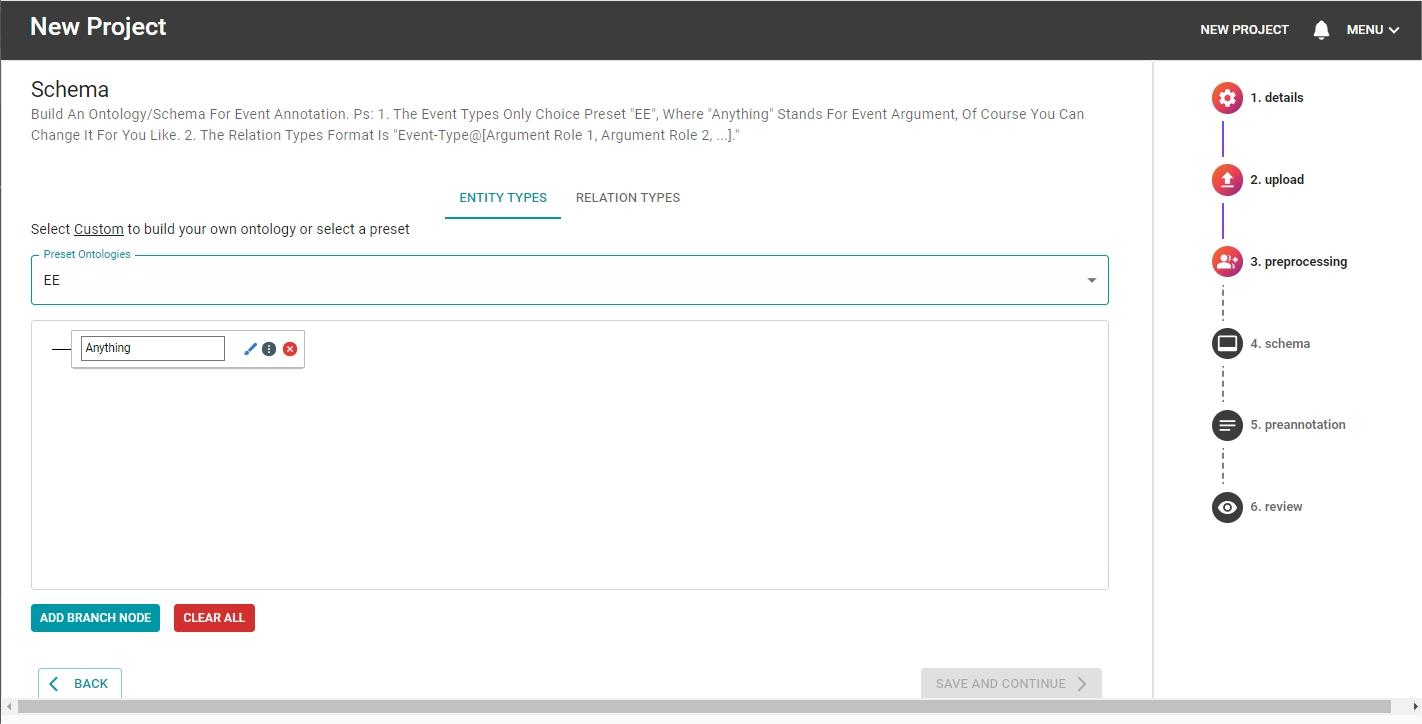 New Project
NEW PROJECT
MENU
Schema
Build An Ontology/Schema For Event Annotation. Ps: 1. The Event Types Only Choice Preset "EE", Where "Anything" Stands For Event Argument, Of Course You Can
Change It For You Like. 2. The Relation Types Format Is "Event-Type@[Argument Role 1, Argument Role 2, ...]."
ENTITY TYPES
RELATION TYPES
Select Custom to build your own ontology or select a preset
Preset Ontologies
EE
Anything
ADD BRANCH NODE
CLEAR ALL
BACK
SAVE AND CONTINUE
1. details
2. upload
3. preprocessing
4. schema
5. preannotation
6. review